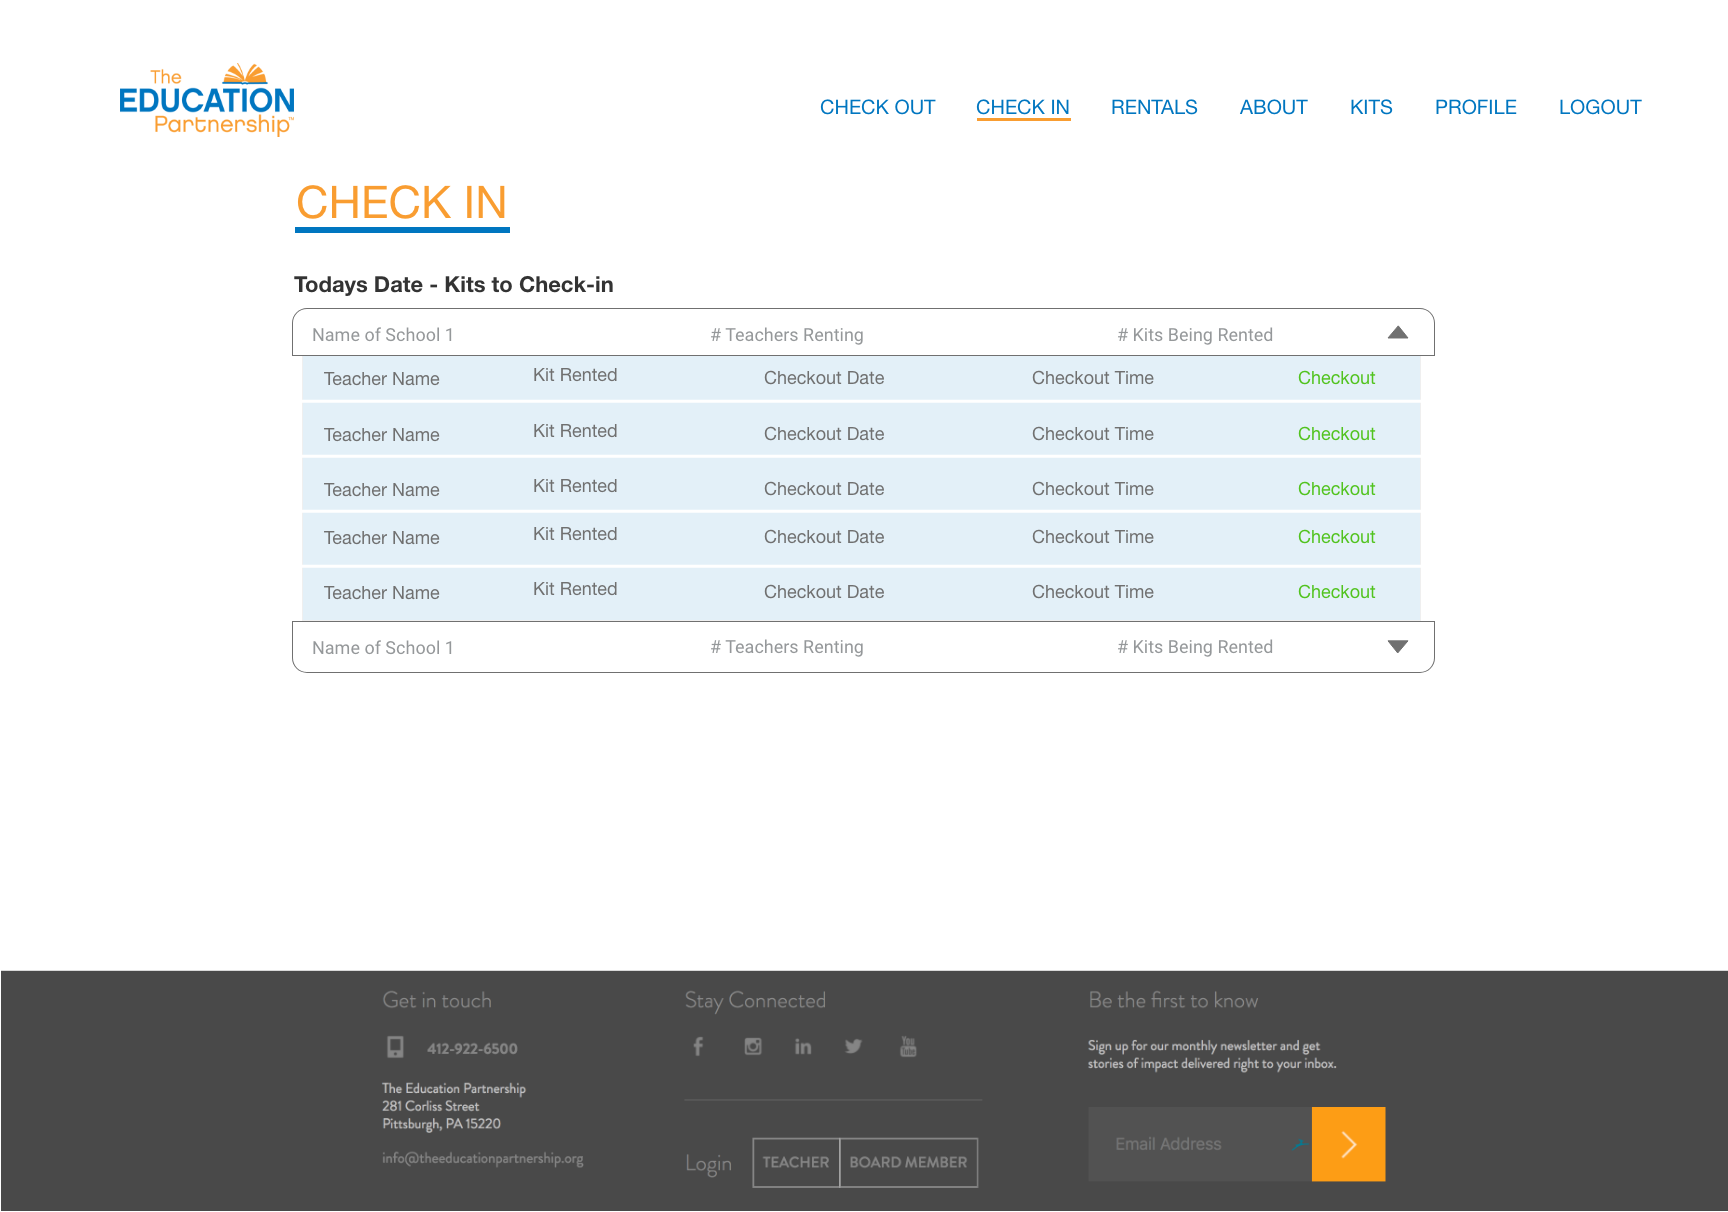 The
EDUCATION
Partnership™
CHECK OUT CHECK IN RENTALS ABOUT KITS PROFILE LOGOUT
CHECK IN
Todays Date - Kits to Check-in
Name of School 1 # Teachers Renting # Kits Being Rented
Teacher Name Kit Rented Checkout Date Checkout Time Checkout
Teacher Name Kit Rented Checkout Date Checkout Time Checkout
Teacher Name Kit Rented Checkout Date Checkout Time Checkout
Teacher Name Kit Rented Checkout Date Checkout Time Checkout
Teacher Name Kit Rented Checkout Date Checkout Time Checkout
Name of School 1 # Teachers Renting # Kits Being Rented
Get in touch
412-922-6500
The Education Partnership
281 Corliss Street
Pittsburgh, PA 15220
info@theeducationpartnership.org
Stay Connected
You
Tube
Login TEACHER BOARD MEMBER
Be the first to know
Sign up for our monthly newsletter and get
stories of impact delivered right to your inbox.
Email Address